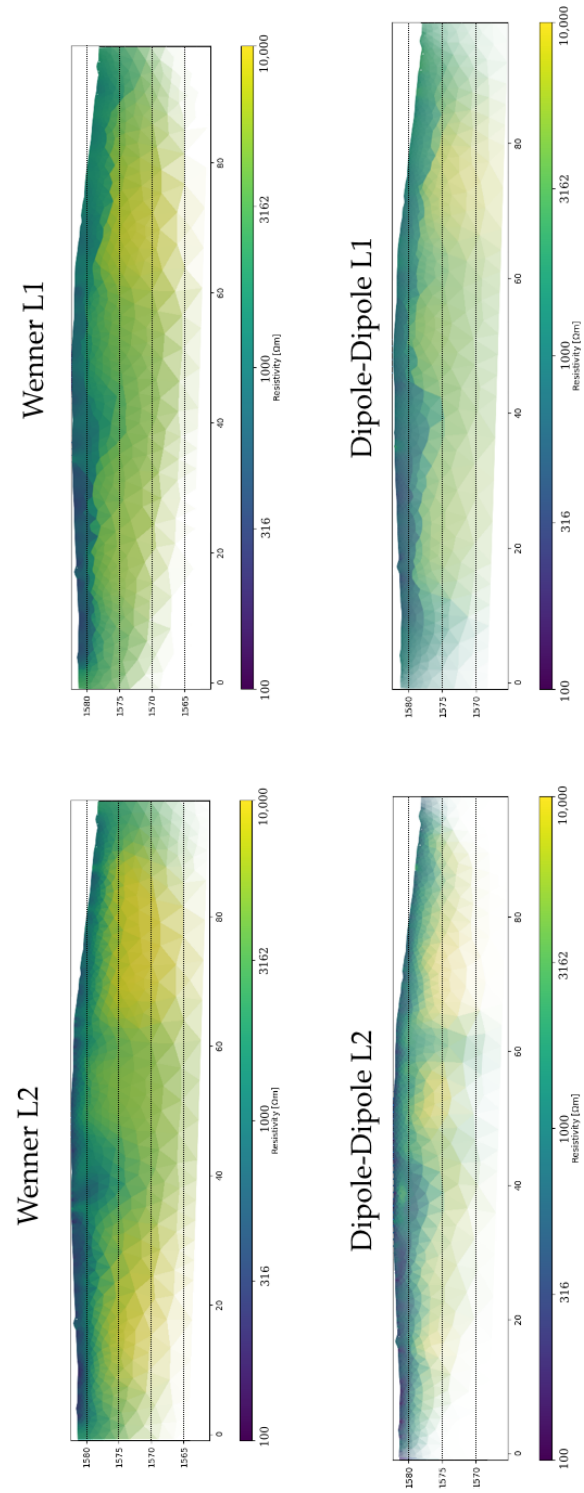 Wenner L2
1580
1575
1570
1565
0 20 40 60 80
100 316 1000 3162 10,000
Resistivity [Ωm]
Wenner L1
1580
1575
1570
1565
0 20 40 60 80
100 316 1000 3162 10,000
Resistivity [Ωm]
Dipole-Dipole L2
1580
1575
1570
0 20 40 60 80
100 316 1000 3162 10,000
Resistivity [Ωm]
Dipole-Dipole L1
1580
1575
1570
0 20 40 60 80
100 316 1000 3162 10,000
Resistivity [Ωm]